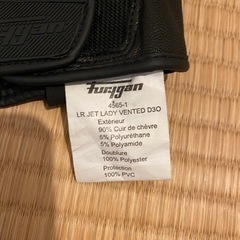 Furygan
4565-1
LR JET LADY VENTED D3O
Extérieur
90% Cuir de chèvre
5% Polyuréthane
5% Polyamide
Doublure
100% Polyester
Protection
100% PVC